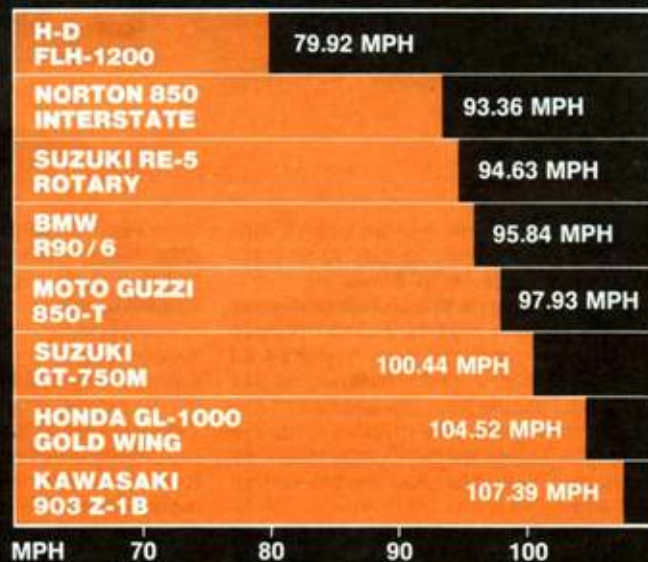 H-D
FLH-1200
79.92 MPH
NORTON 850
INTERSTATE
93.36 MPH
SUZUKI RE-5
ROTARY
94.63 MPH
BMW
R90/6
95.84 MPH
MOTO GUZZI
850-T
97.93 MPH
SUZUKI
GT-750M
100.44 MPH
HONDA GL-1000
GOLD WING
104.52 MPH
KAWASAKI
903 Z-1B
107.39 MPH
MPH 70 80 90 100